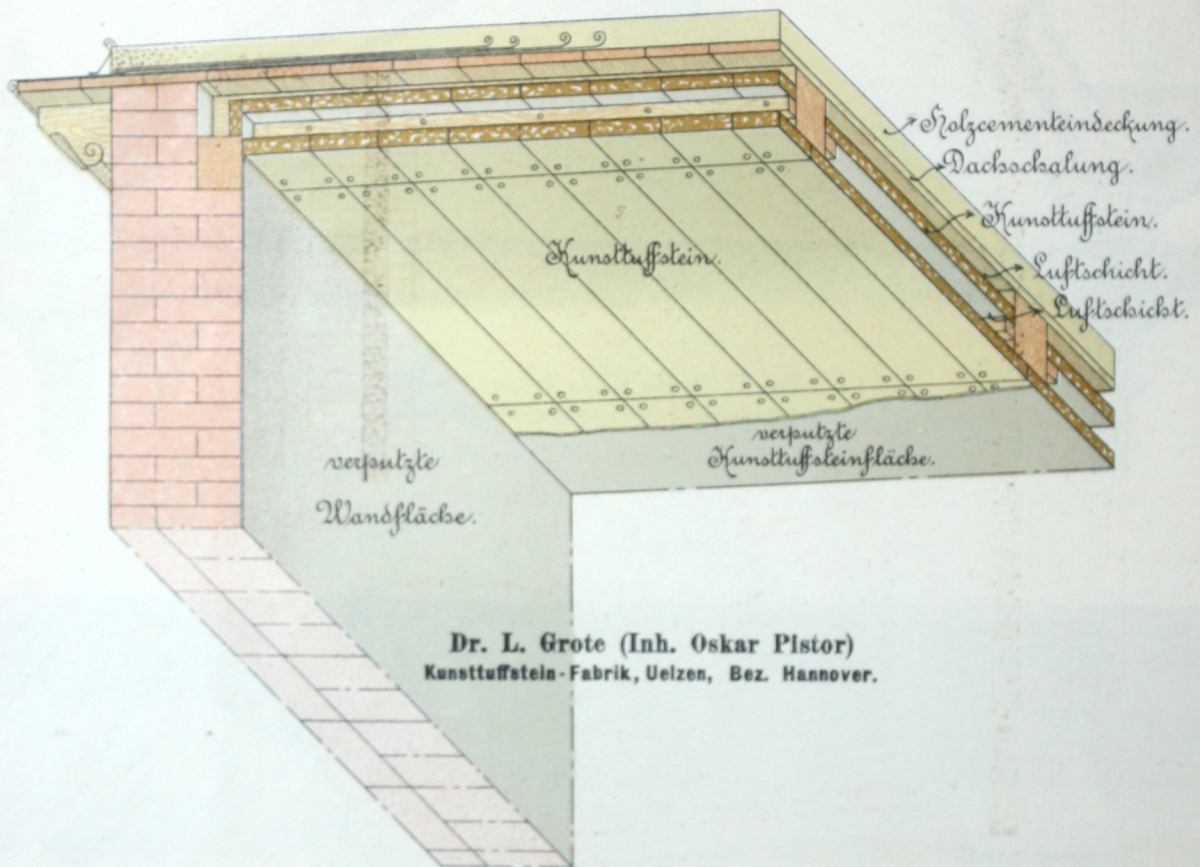 Holzcementeindeckung.
Dachschalung.
Kunsttuffstein.
Kunsttuffstein.
Luftschicht.
Luftschicht.
verputzte
Kunsttuffsteinfläche.
verputzte
Wandfläche.
Dr. L. Grote (Inh. Oskar Pistor)
Kunsttuffstein-Fabrik, Uelzen, Bez. Hannover.